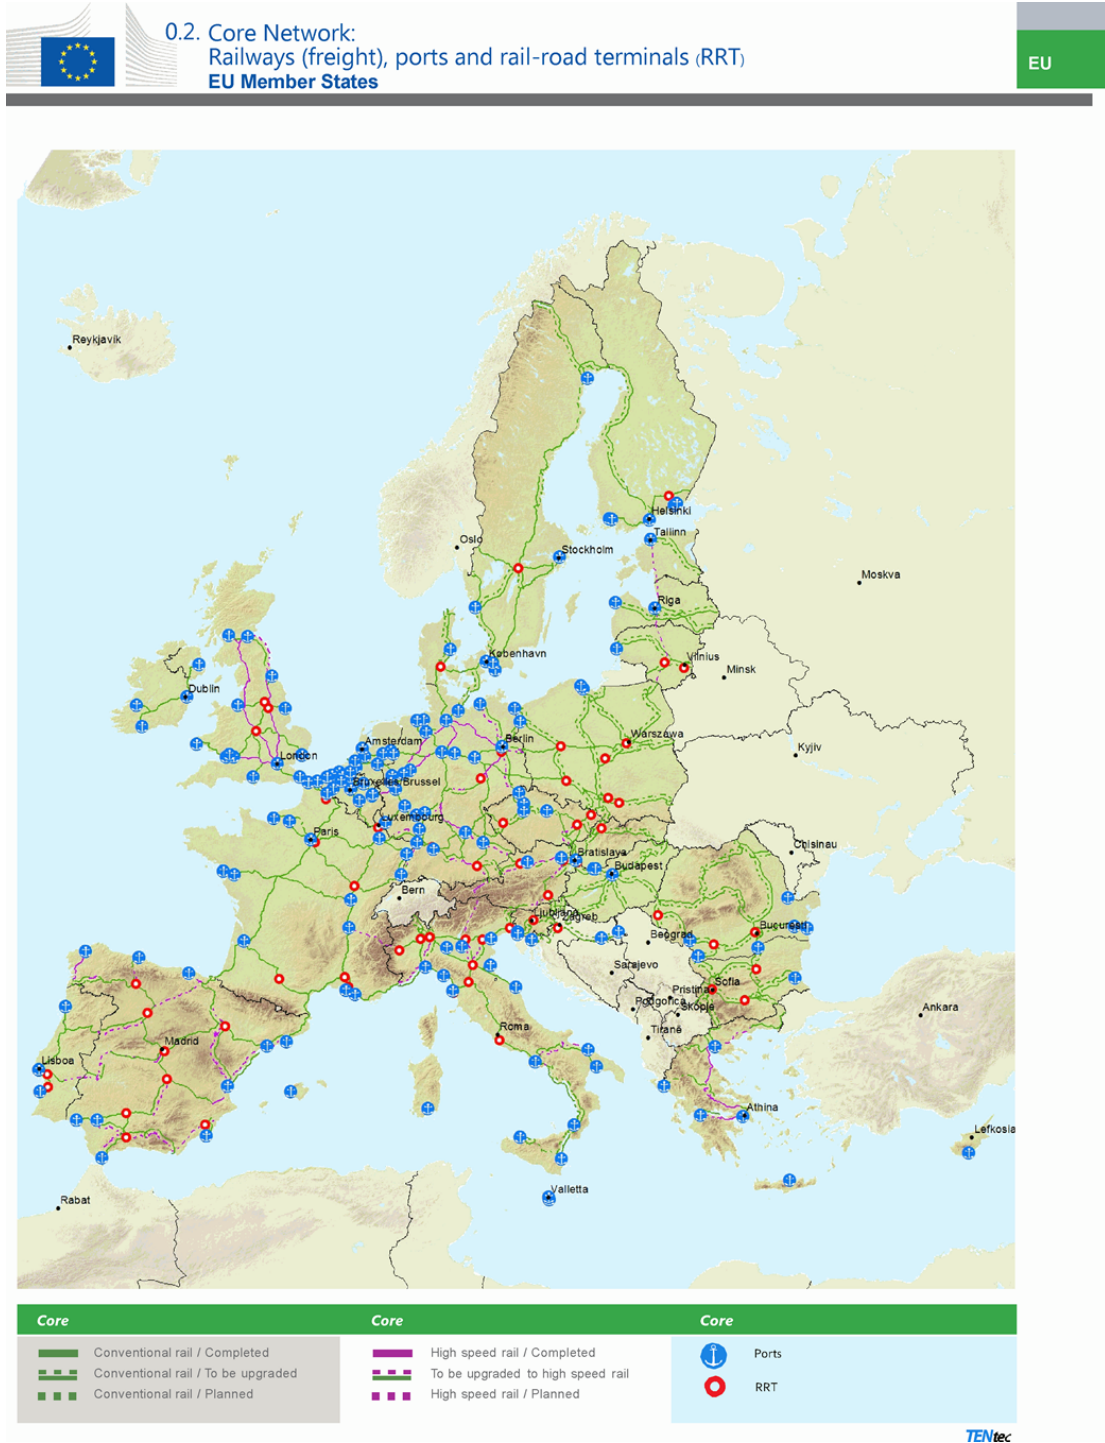 0.2. Core Network:
Railways (freight), ports and rail-road terminals (RRT)
EU Member States
EU
Reykjavík
Helsinki
Tallinn
Oslo
Stockholm
Moskva
Riga
København
Vilnius
Minsk
Dublin
Amsterdam
Berlin
Warszawa
Kyjiv
London
Bruxelles/Brussel
Luxembourg
Paris
Chisinau
Bratislava
Budapest
Bern
Ljubljana
Zagreb
Bucuresti
Beograd
Sarajevo
Sofia
Pristina
Podgorica
Skopje
Ankara
Roma
Tiranë
Madrid
Lisboa
Athina
Lefkosia
Valletta
Rabat
Core
Core
Core
Conventional rail / Completed
High speed rail / Completed
Ports
Conventional rail / To be upgraded
To be upgraded to high speed rail
RRT
Conventional rail / Planned
High speed rail / Planned
TENtec